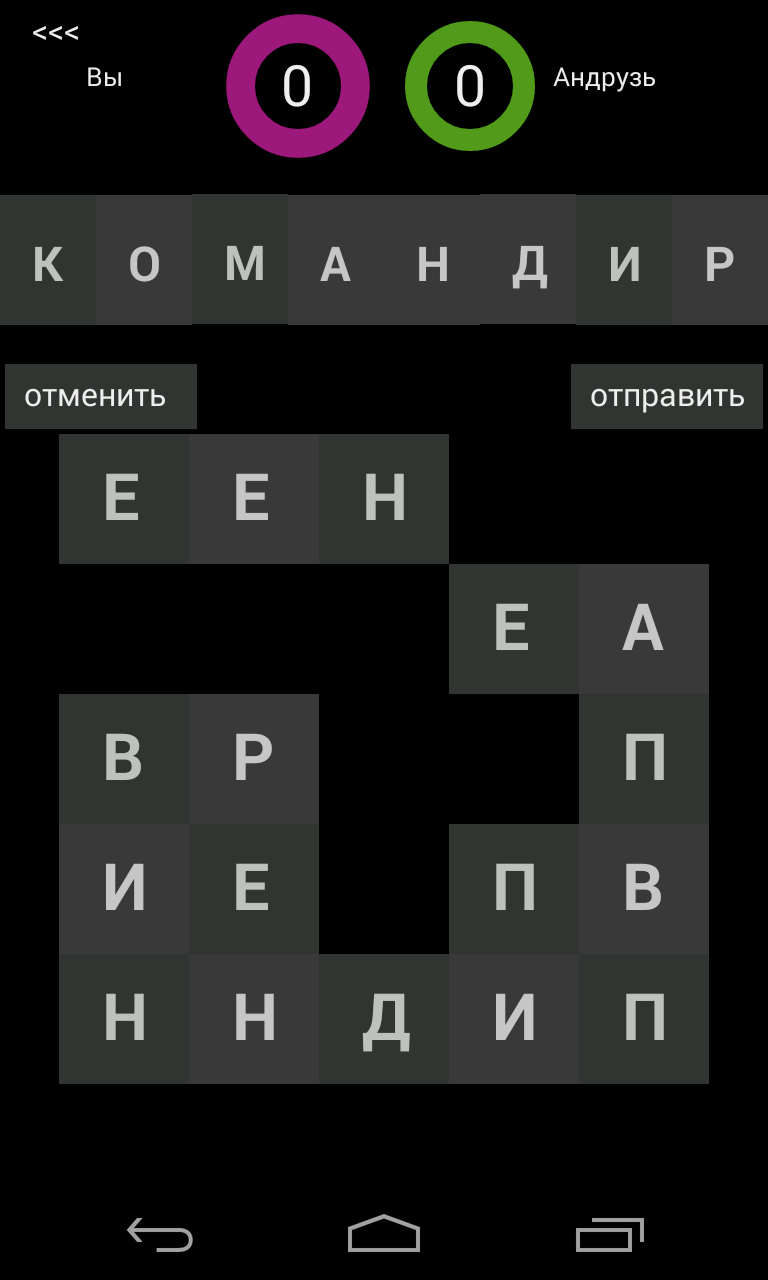 <<<
Вы 0 0 Андрузь
К О М А Н Д И Р
отменить отправить
Е Е Н
Е А
В Р П
И Е П В
Н Н Д И П